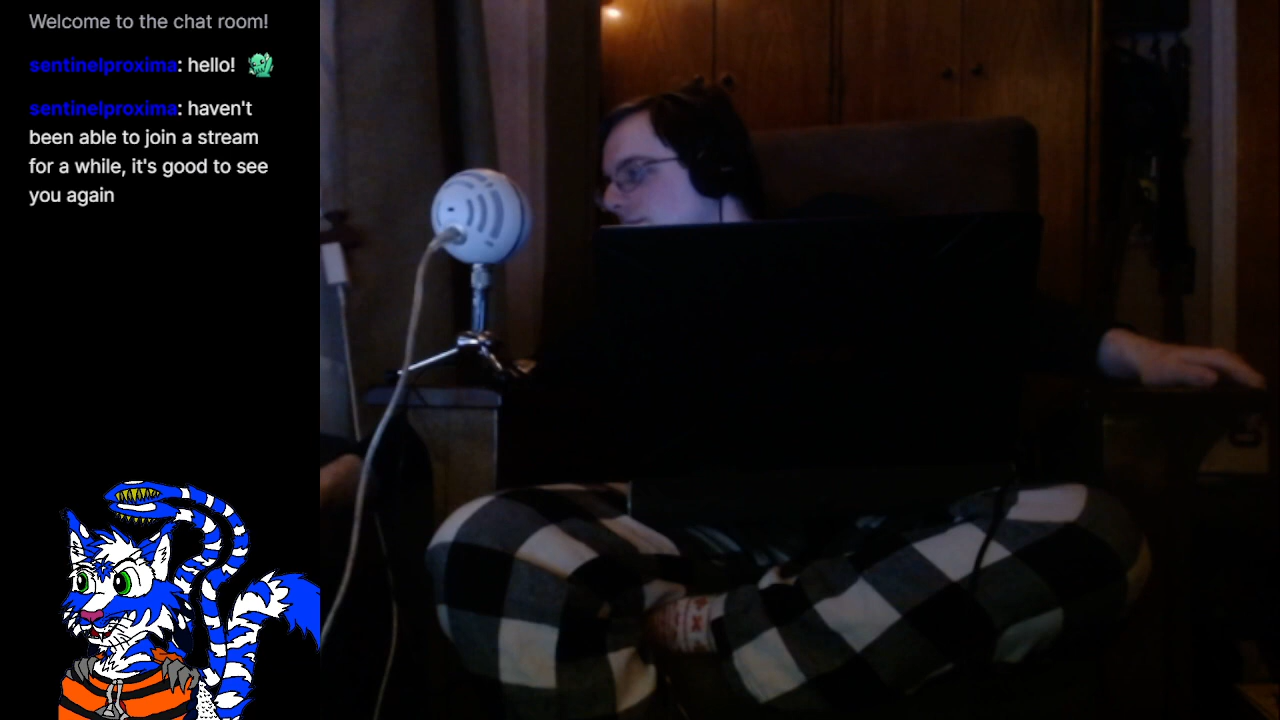 Welcome to the chat room!
sentinelproxima: hello!
sentinelproxima: haven't
been able to join a stream
for a while, it's good to see
you again